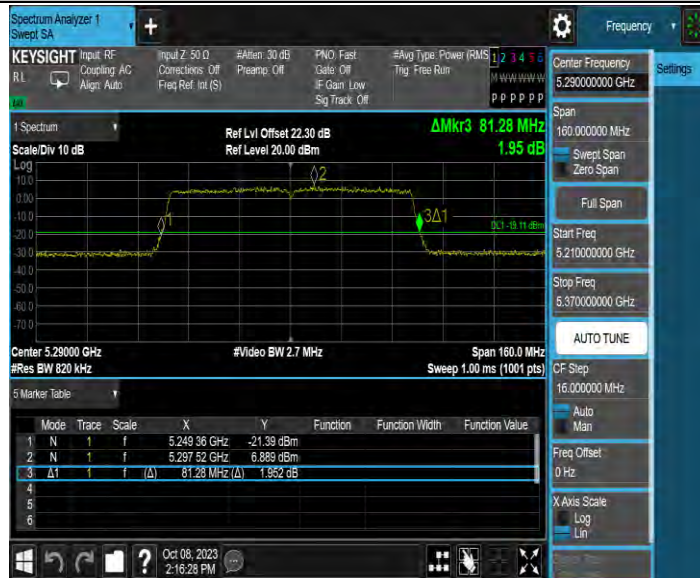 Spectrum Analyzer 1
Swept SA
+
Frequency
KEYSIGHT Input: RF Input Z: 50 Ω #Atten: 30 dB PNO: Fast #Avg Type: Power (RMS 1 2 3 4 5 6
RL Coupling: AC Corrections: Off Preamp: Off Gate: Off Trig: Free Run M W W W W W
Align: Auto Freq Ref: Int (S) IF Gain: Low
Sig Track: Off P P P P P P
Center Frequency
5.290000000 GHz
Settings
Span
160.000000 MHz
Swept Span
Zero Span
Full Span
Start Freq
5.210000000 GHz
Stop Freq
5.370000000 GHz
AUTO TUNE
CF Step
16.000000 MHz
Auto
Man
Freq Offset
0 Hz
X Axis Scale
Log
Lin
1 Spectrum
Ref Lvl Offset 22.30 dB ΔMkr3 81.28 MHz
Scale/Div 10 dB Ref Level 20.00 dBm 1.95 dB
Log
10.0
0.00
-10.0
-20.0
-30.0
-40.0
-50.0
-60.0
-70.0
1
2
3Δ1
DL1 -19.11 dBm
Center 5.29000 GHz #Video BW 2.7 MHz Span 160.0 MHz
#Res BW 820 kHz Sweep 1.00 ms (1001 pts)
5 Marker Table
Mode Trace Scale X Y Function Function Width Function Value
1 N 1 f 5.249 36 GHz -21.39 dBm
2 N 1 f 5.297 52 GHz 6.889 dBm
3 Δ1 1 f (Δ) 81.28 MHz (Δ) 1.952 dB
4
5
6
? Oct 08, 2023
2:16:28 PM